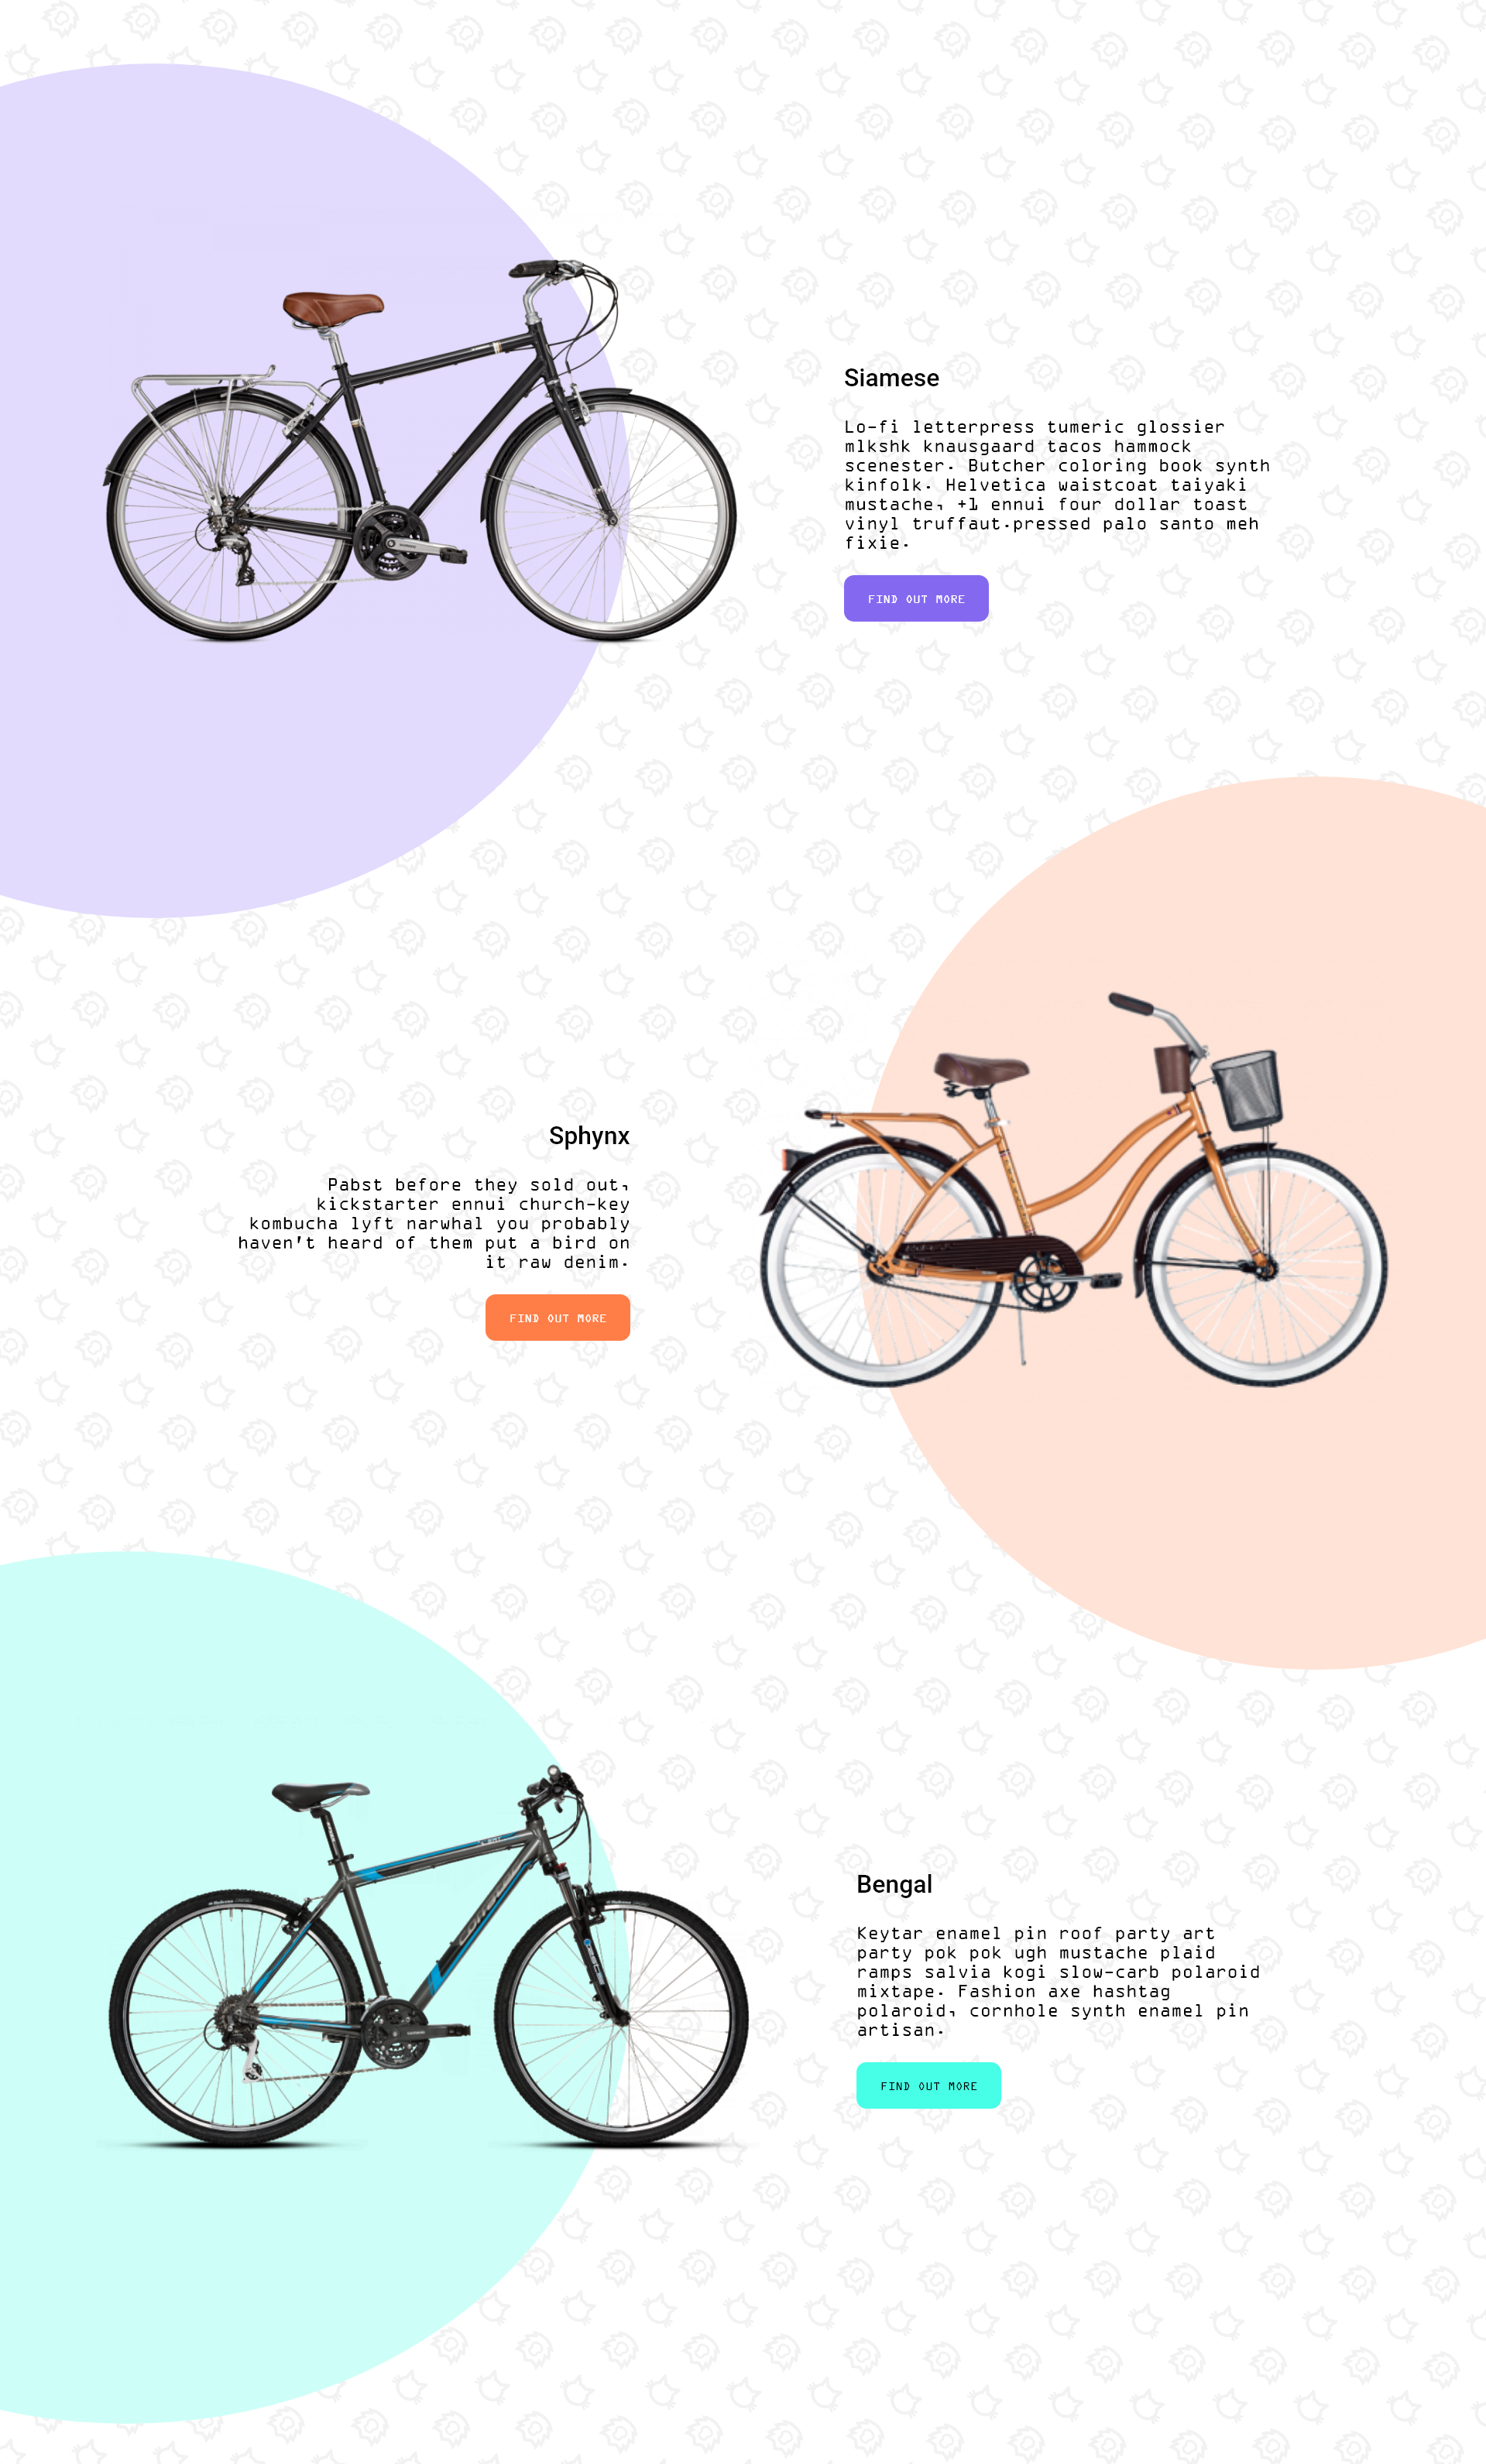 Siamese
Lo-fi letterpress tumeric glossier
mlkshk knausgaard tacos hammock
scenester. Butcher coloring book synth
kinfolk. Helvetica waistcoat taiyaki
mustache, +1 ennui four dollar toast
vinyl truffaut.pressed palo santo meh
fixie.
FIND OUT MORE
Sphynx
Pabst before they sold out,
kickstarter ennui church-key
kombucha lyft narwhal you probably
haven't heard of them put a bird on
it raw denim.
FIND OUT MORE
Bengal
Keytar enamel pin roof party art
party pok pok ugh mustache plaid
ramps salvia kogi slow-carb polaroid
mixtape. Fashion axe hashtag
polaroid, cornhole synth enamel pin
artisan.
FIND OUT MORE